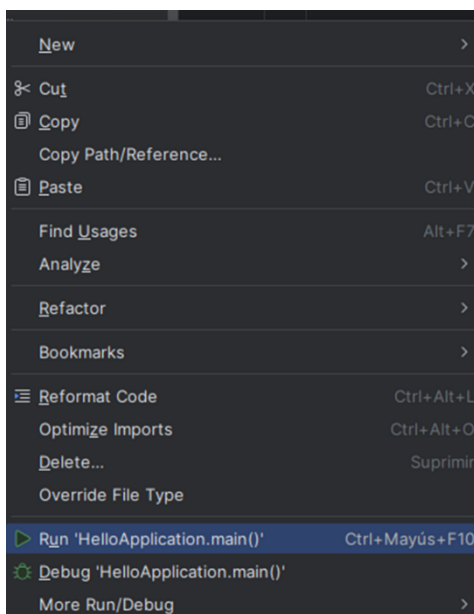 New
Cut Ctrl+X
Copy Ctrl+C
Copy Path/Reference...
Paste Ctrl+V
Find Usages Alt+F7
Analyze
Refactor
Bookmarks
Reformat Code Ctrl+Alt+L
Optimize Imports Ctrl+Alt+O
Delete... Suprimir
Override File Type
Run 'HelloApplication.main()' Ctrl+Mayús+F10
Debug 'HelloApplication.main()'
More Run/Debug